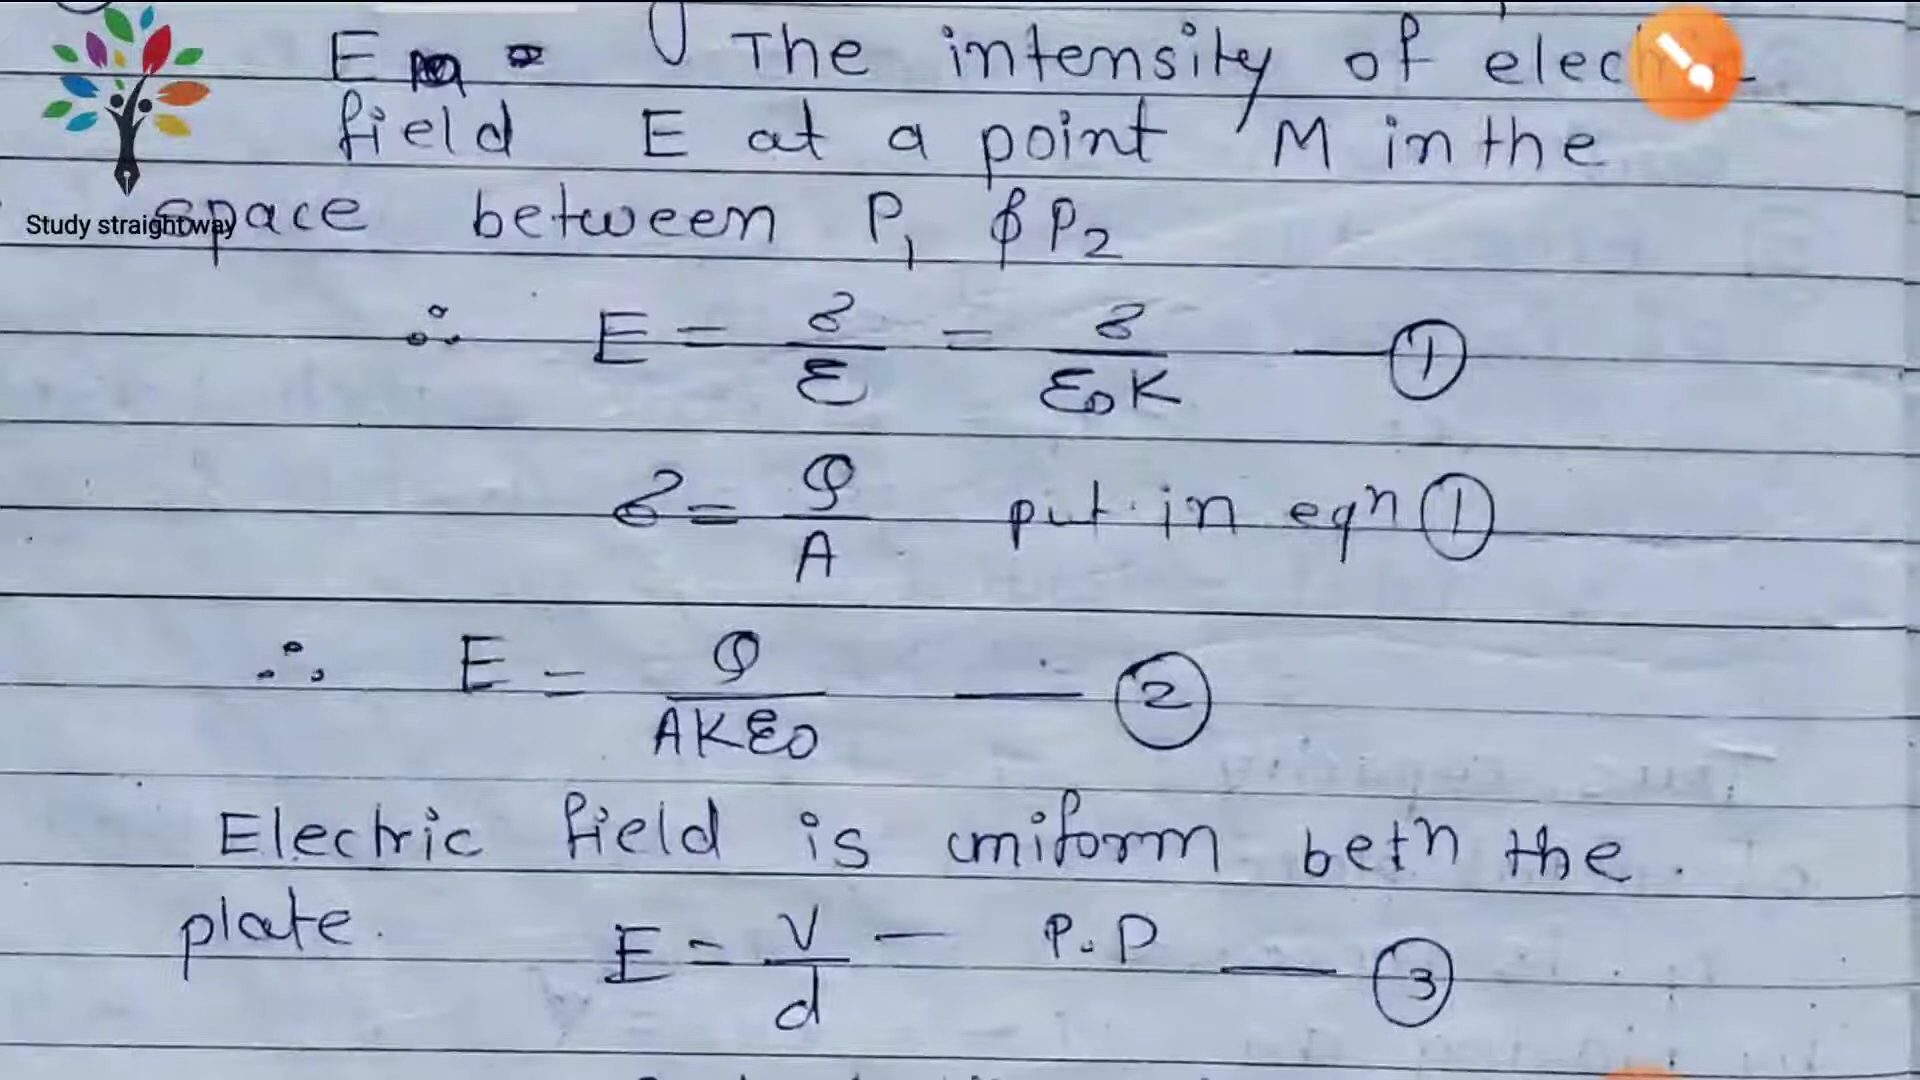 E = The intensity of elec
field E at a point M in the
space between P₁ & P₂
Study straightway
∴ E = σ/ε = σ/ε₀K — ①
σ = Q/A put in eqn ①
∴ E = Q/AKε₀ — ②
Electric field is uniform betn the
plate.
E = V/d — P.D — ③